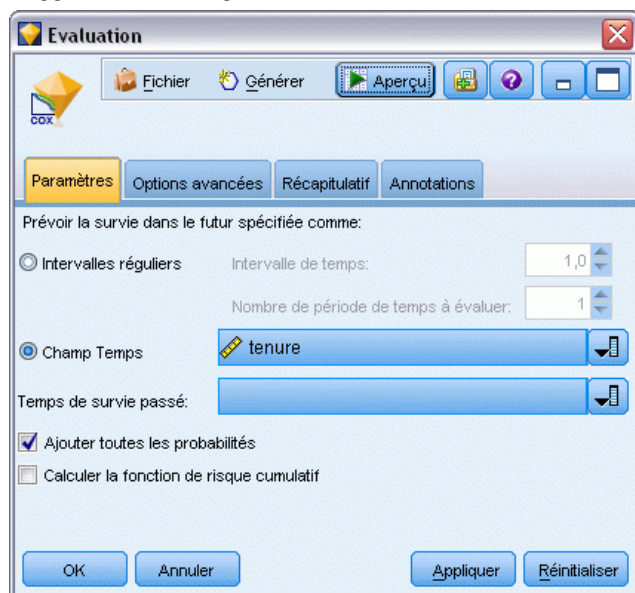 Evaluation
Fichier Générer Aperçu
COX
Paramètres Options avancées Récapitulatif Annotations
Prévoir la survie dans le futur spécifiée comme:
Intervalles réguliers Intervalle de temps: 1,0
Nombre de période de temps à évaluer: 1
Champ Temps tenure
Temps de survie passé:
Ajouter toutes les probabilités
Calculer la fonction de risque cumulatif
OK Annuler Appliquer Réinitialiser